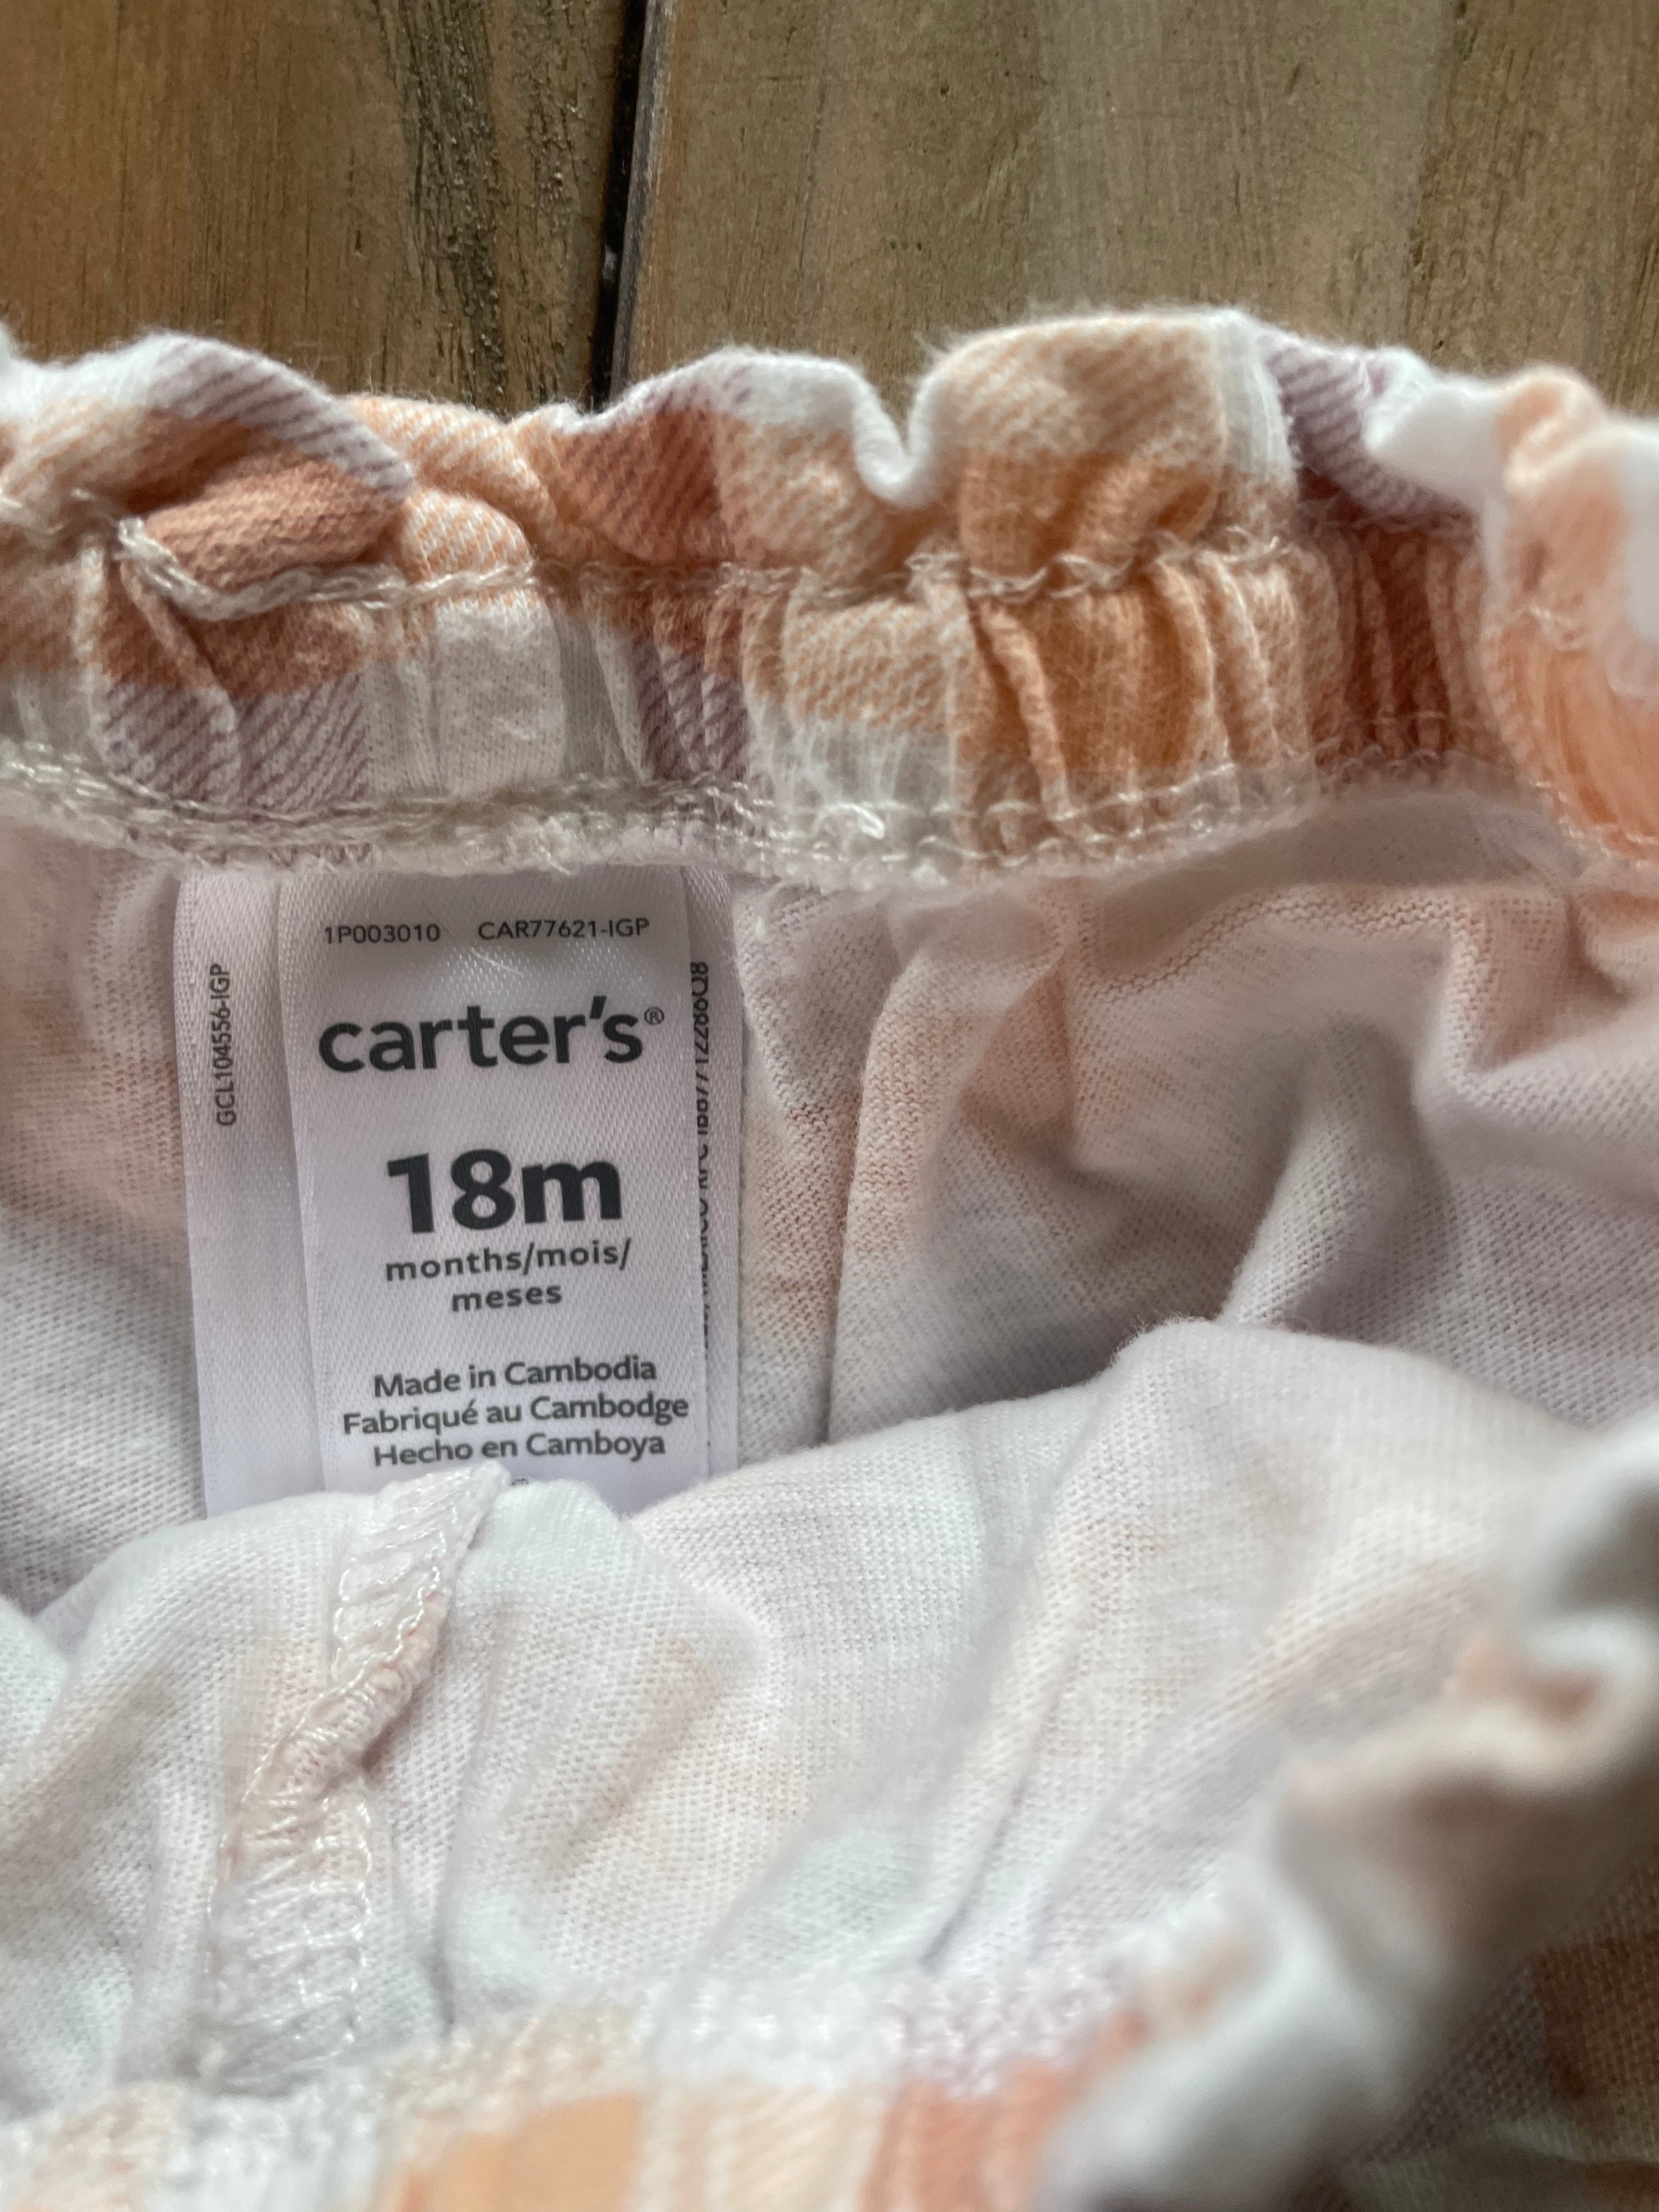 1P003010 CAR77621-IGP
carter's®
18m
months/mois/
meses
Made in Cambodia
Fabriqué au Cambodge
Hecho en Camboya
GCL104556-IGP